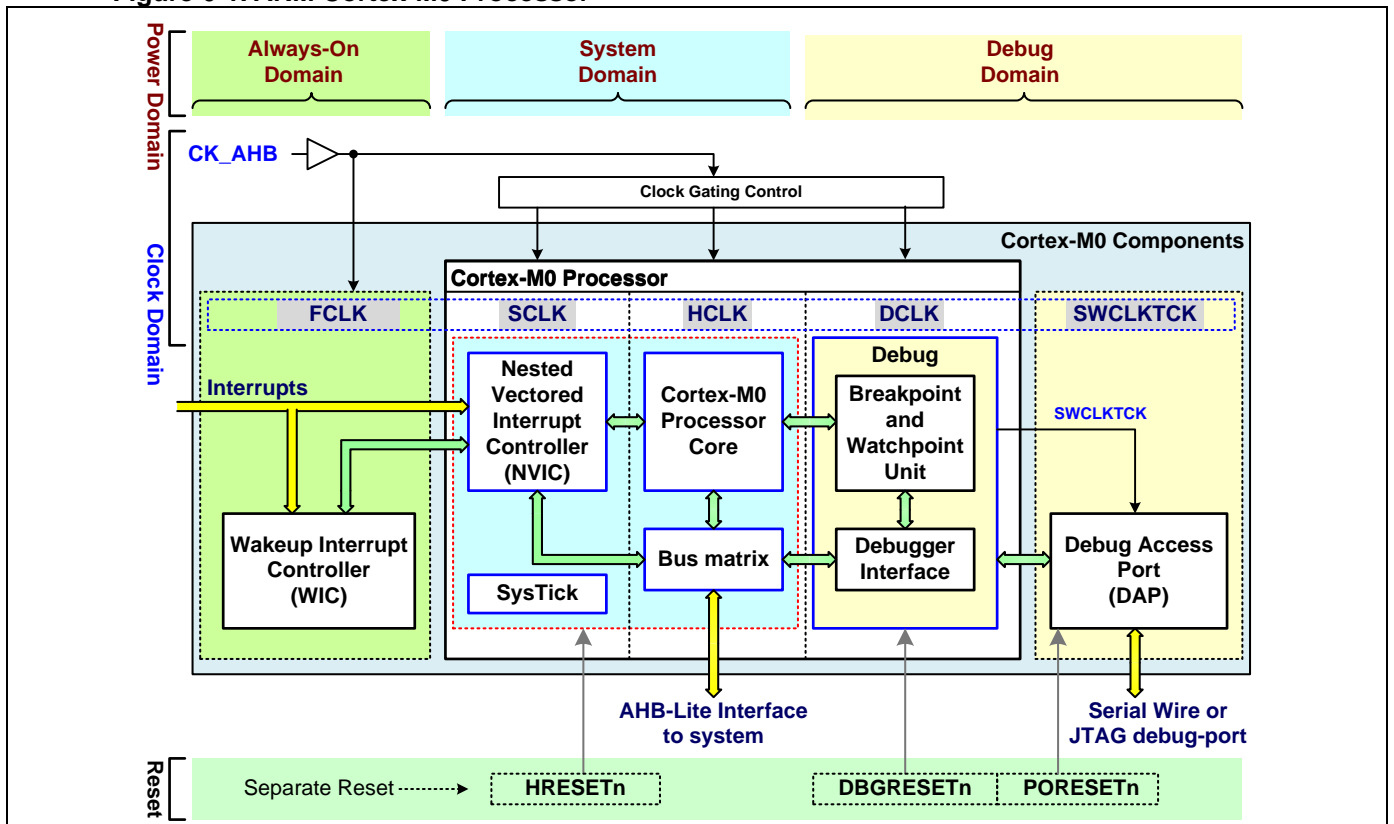 Power Domain
Always-On
Domain
System
Domain
Debug
Domain
Power Domain
Clock Domain
CK_AHB
Clock Gating Control
Cortex-M0 Components
Cortex-M0 Processor
FCLK
SCLK
HCLK
DCLK
SWCLKTCK
Interrupts
Nested
Vectored
Interrupt
Controller
(NVIC)
Cortex-M0
Processor
Core
Debug
Breakpoint
and
Watchpoint
Unit
SWCLKTCK
Wakeup Interrupt
Controller
(WIC)
SysTick
Bus matrix
Debugger
Interface
Debug Access
Port
(DAP)
AHB-Lite Interface
to system
Serial Wire or
JTAG debug-port
Reset
Separate Reset
HRESETn
DBGRESETn
PORESETn